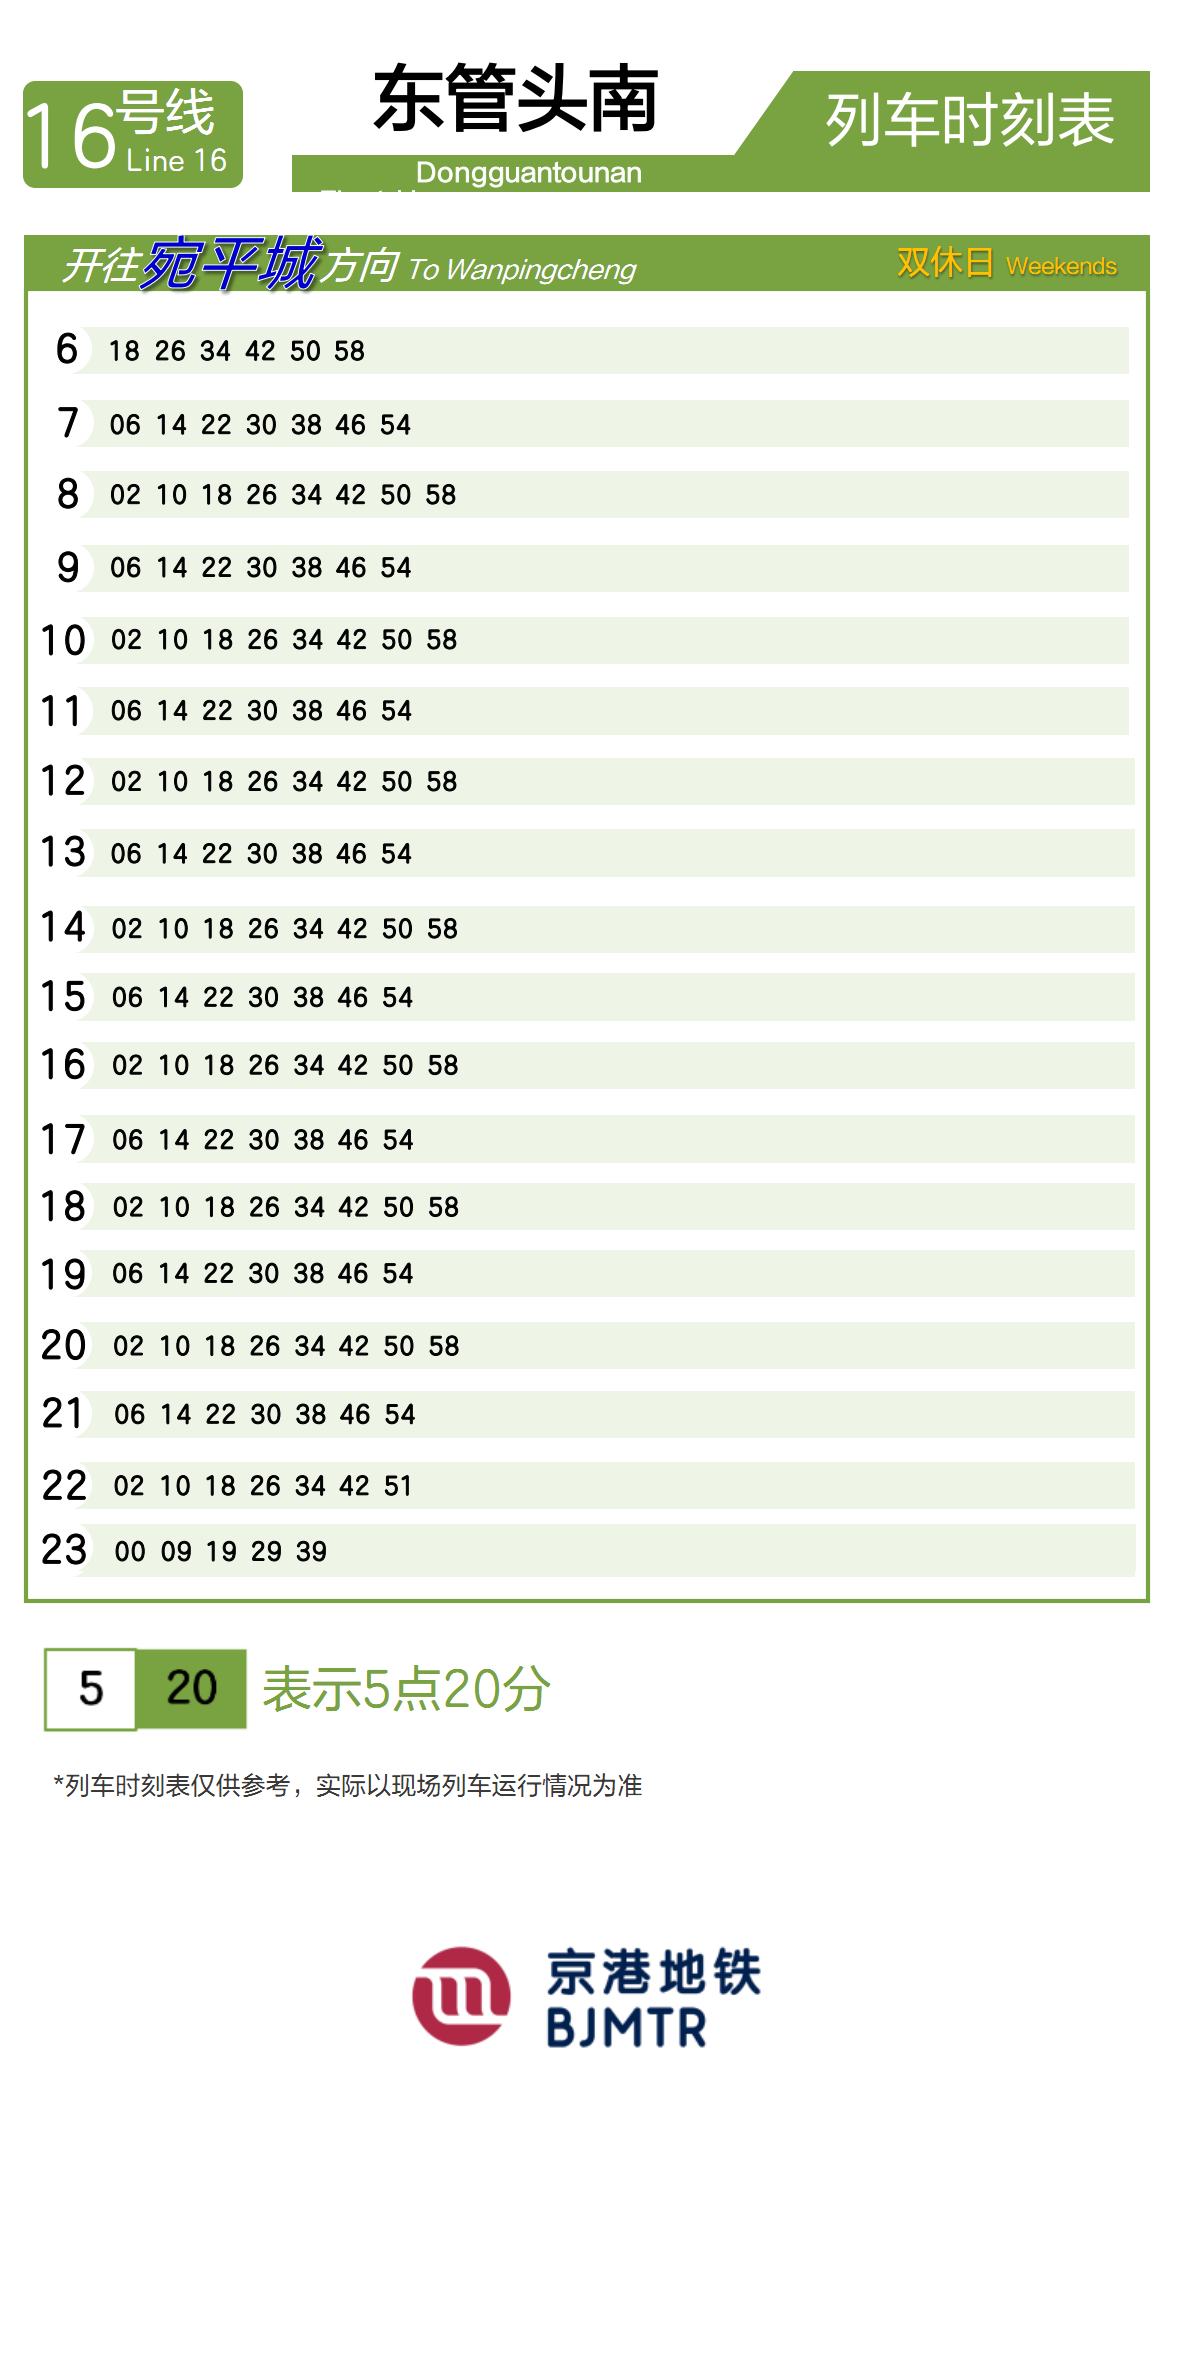 16号线
Line 16
东管头南
Dongguantounan
列车时刻表
开往宛平城方向 To Wanpingcheng
双休日 Weekends
6 18 26 34 42 50 58
7 06 14 22 30 38 46 54
8 02 10 18 26 34 42 50 58
9 06 14 22 30 38 46 54
10 02 10 18 26 34 42 50 58
11 06 14 22 30 38 46 54
12 02 10 18 26 34 42 50 58
13 06 14 22 30 38 46 54
14 02 10 18 26 34 42 50 58
15 06 14 22 30 38 46 54
16 02 10 18 26 34 42 50 58
17 06 14 22 30 38 46 54
18 02 10 18 26 34 42 50 58
19 06 14 22 30 38 46 54
20 02 10 18 26 34 42 50 58
21 06 14 22 30 38 46 54
22 02 10 18 26 34 42 51
23 00 09 19 29 39
5 20 表示5点20分
*列车时刻表仅供参考，实际以现场列车运行情况为准
京港地铁
BJMTR